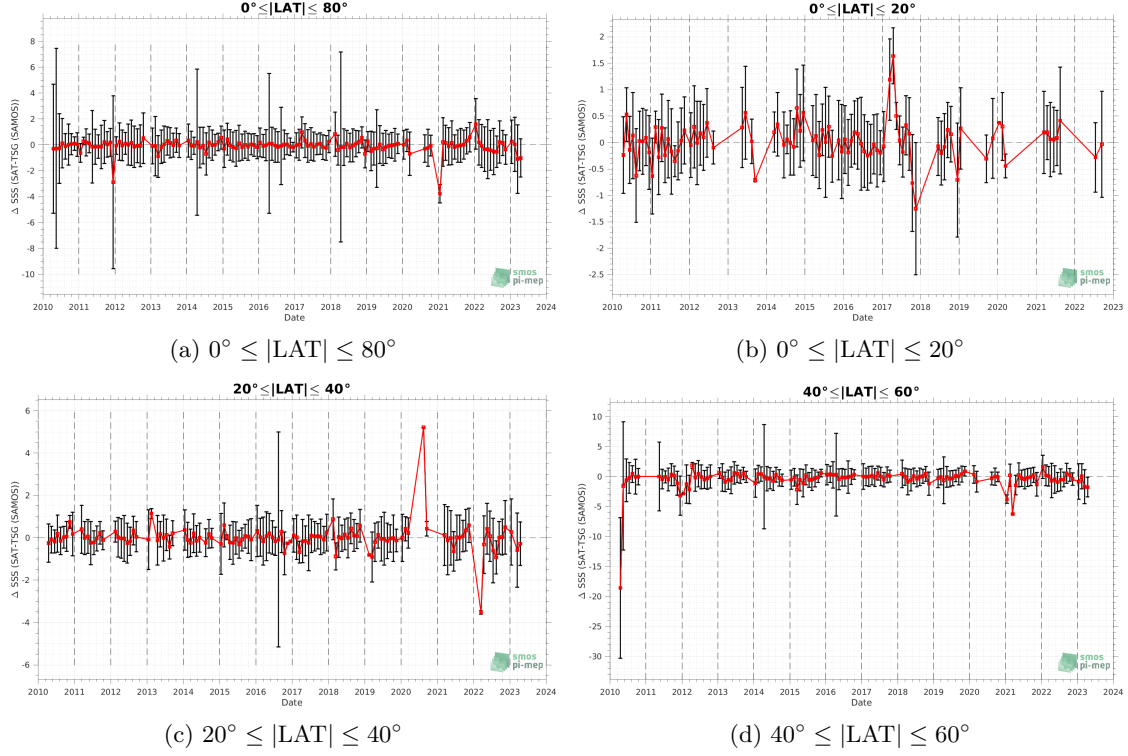 0°≤|LAT|≤ 80°
Δ SSS (SAT-TSG (SAMOS))
8
6
4
2
0
-2
-4
-6
-8
-10
2010 2011 2012 2013 2014 2015 2016 2017 2018 2019 2020 2021 2022 2023 2024
Date
smos
pi-mep
(a) 0° ≤ |LAT| ≤ 80°
0°≤|LAT|≤ 20°
Δ SSS (SAT-TSG (SAMOS))
2
1.5
1
0.5
0
-0.5
-1
-1.5
-2
-2.5
2010 2011 2012 2013 2014 2015 2016 2017 2018 2019 2020 2021 2022 2023
Date
smos
pi-mep
(b) 0° ≤ |LAT| ≤ 20°
20°≤|LAT|≤ 40°
Δ SSS (SAT-TSG (SAMOS))
6
4
2
0
-2
-4
-6
2010 2011 2012 2013 2014 2015 2016 2017 2018 2019 2020 2021 2022 2023 2024
Date
smos
pi-mep
(c) 20° ≤ |LAT| ≤ 40°
40°≤|LAT|≤ 60°
Δ SSS (SAT-TSG (SAMOS))
10
5
0
-5
-10
-15
-20
-25
-30
2010 2011 2012 2013 2014 2015 2016 2017 2018 2019 2020 2021 2022 2023 2024
Date
smos
pi-mep
(d) 40° ≤ |LAT| ≤ 60°